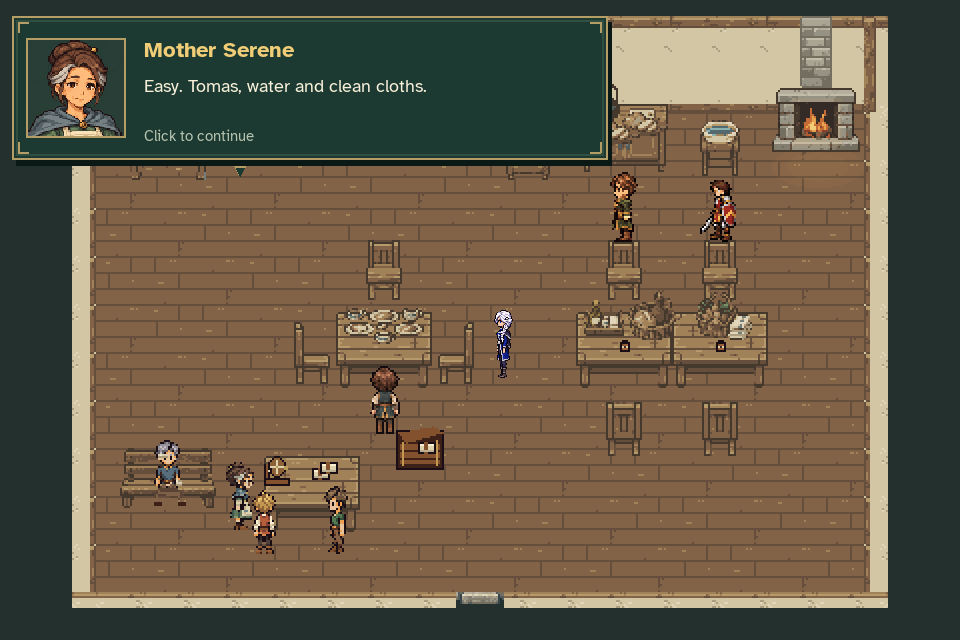 Mother Serene
Easy. Tomas, water and clean cloths.
Click to continue